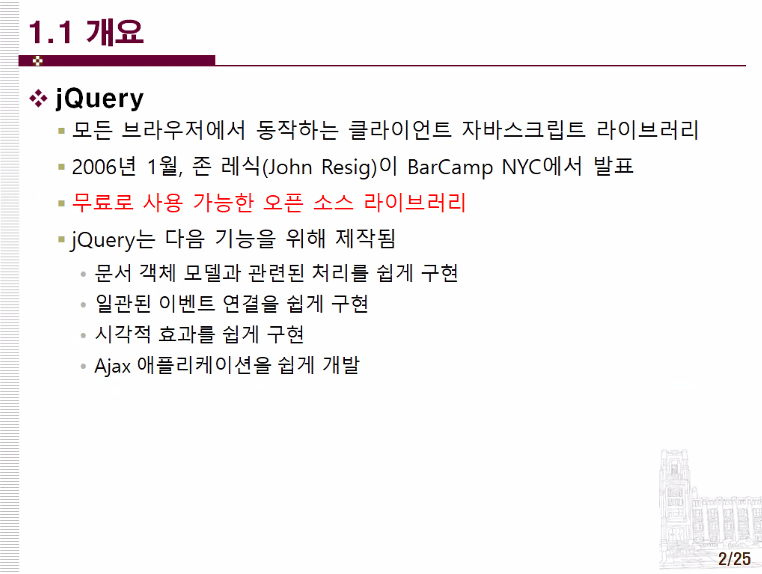 1.1 개요
jQuery
모든 브라우저에서 동작하는 클라이언트 자바스크립트 라이브러리
2006년 1월, 존 레식(John Resig)이 BarCamp NYC에서 발표
무료로 사용 가능한 오픈 소스 라이브러리
jQuery는 다음 기능을 위해 제작됨
문서 객체 모델과 관련된 처리를 쉽게 구현
일관된 이벤트 연결을 쉽게 구현
시각적 효과를 쉽게 구현
Ajax 애플리케이션을 쉽게 개발
2/25